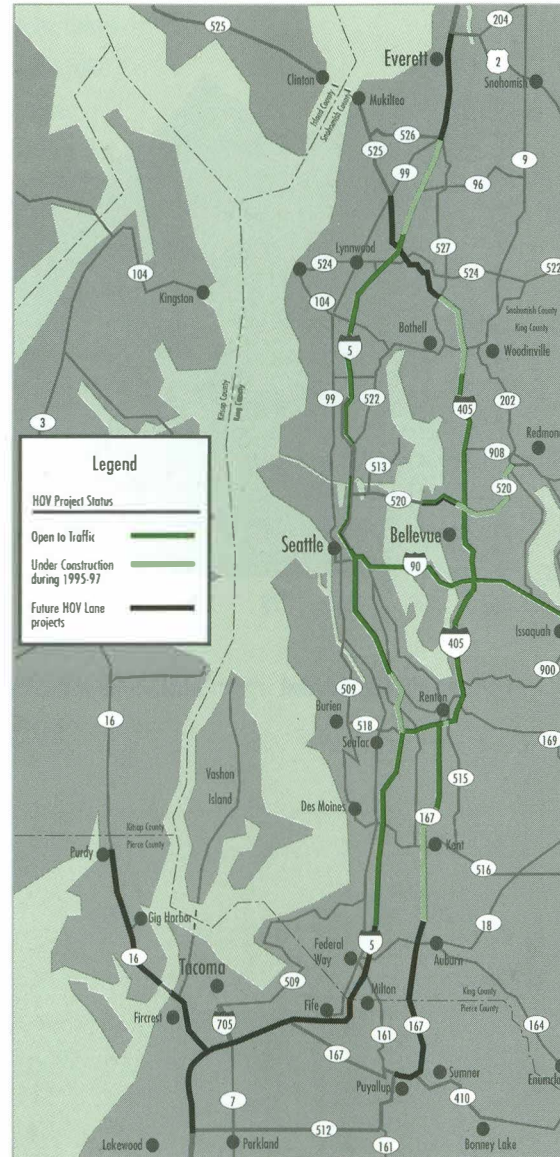 204
525
Everett
2
Clinton
Snohomish
Mukilteo
Island County
Snohomish County
526
525
99
9
96
527
Lynnwood
524
524
522
104
Kingston
104
Snohomish County
King County
Bothell
Woodinville
5
Kitsap County
King County
99
522
405
202
3
Redmond
908
513
520
520
Legend
HOV Project Status
Open to Traffic
Under Construction
during 1995-97
Future HOV Lane
projects
Seattle
Bellevue
90
Issaquah
405
900
509
Renton
16
Burien
518
SeaTac
169
Vashon
Island
515
Des Moines
167
Kitsap County
Pierce County
Kent
Purdy
516
Gig Harbor
18
5
Federal
Way
Auburn
16
Tacoma
509
Milton
King County
Pierce County
Fircrest
705
Fife
161
167
164
167
Sumner
Puyallup
410
7
512
Lakewood
Parkland
161
Bonney Lake